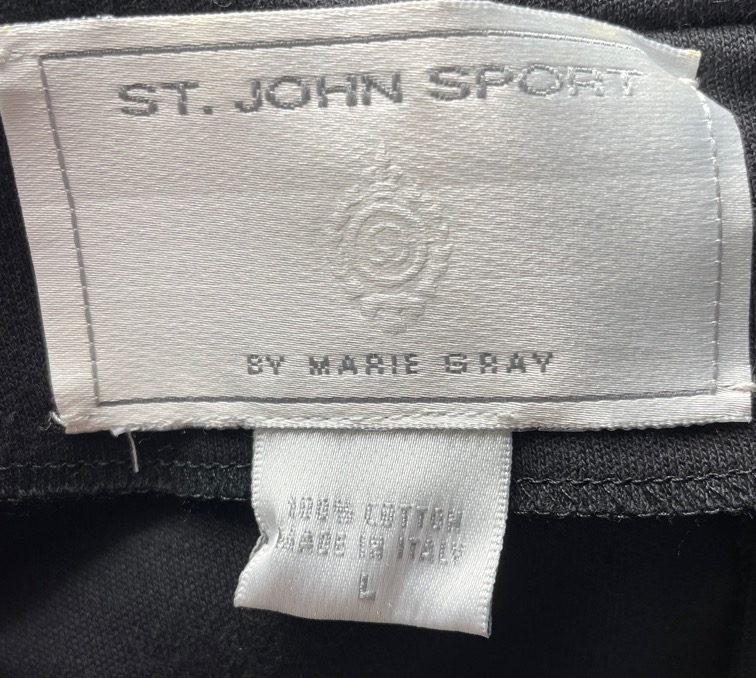 ST. JOHN SPORT
BY MARIE GRAY
100% COTTON
MADE IN ITALY
L